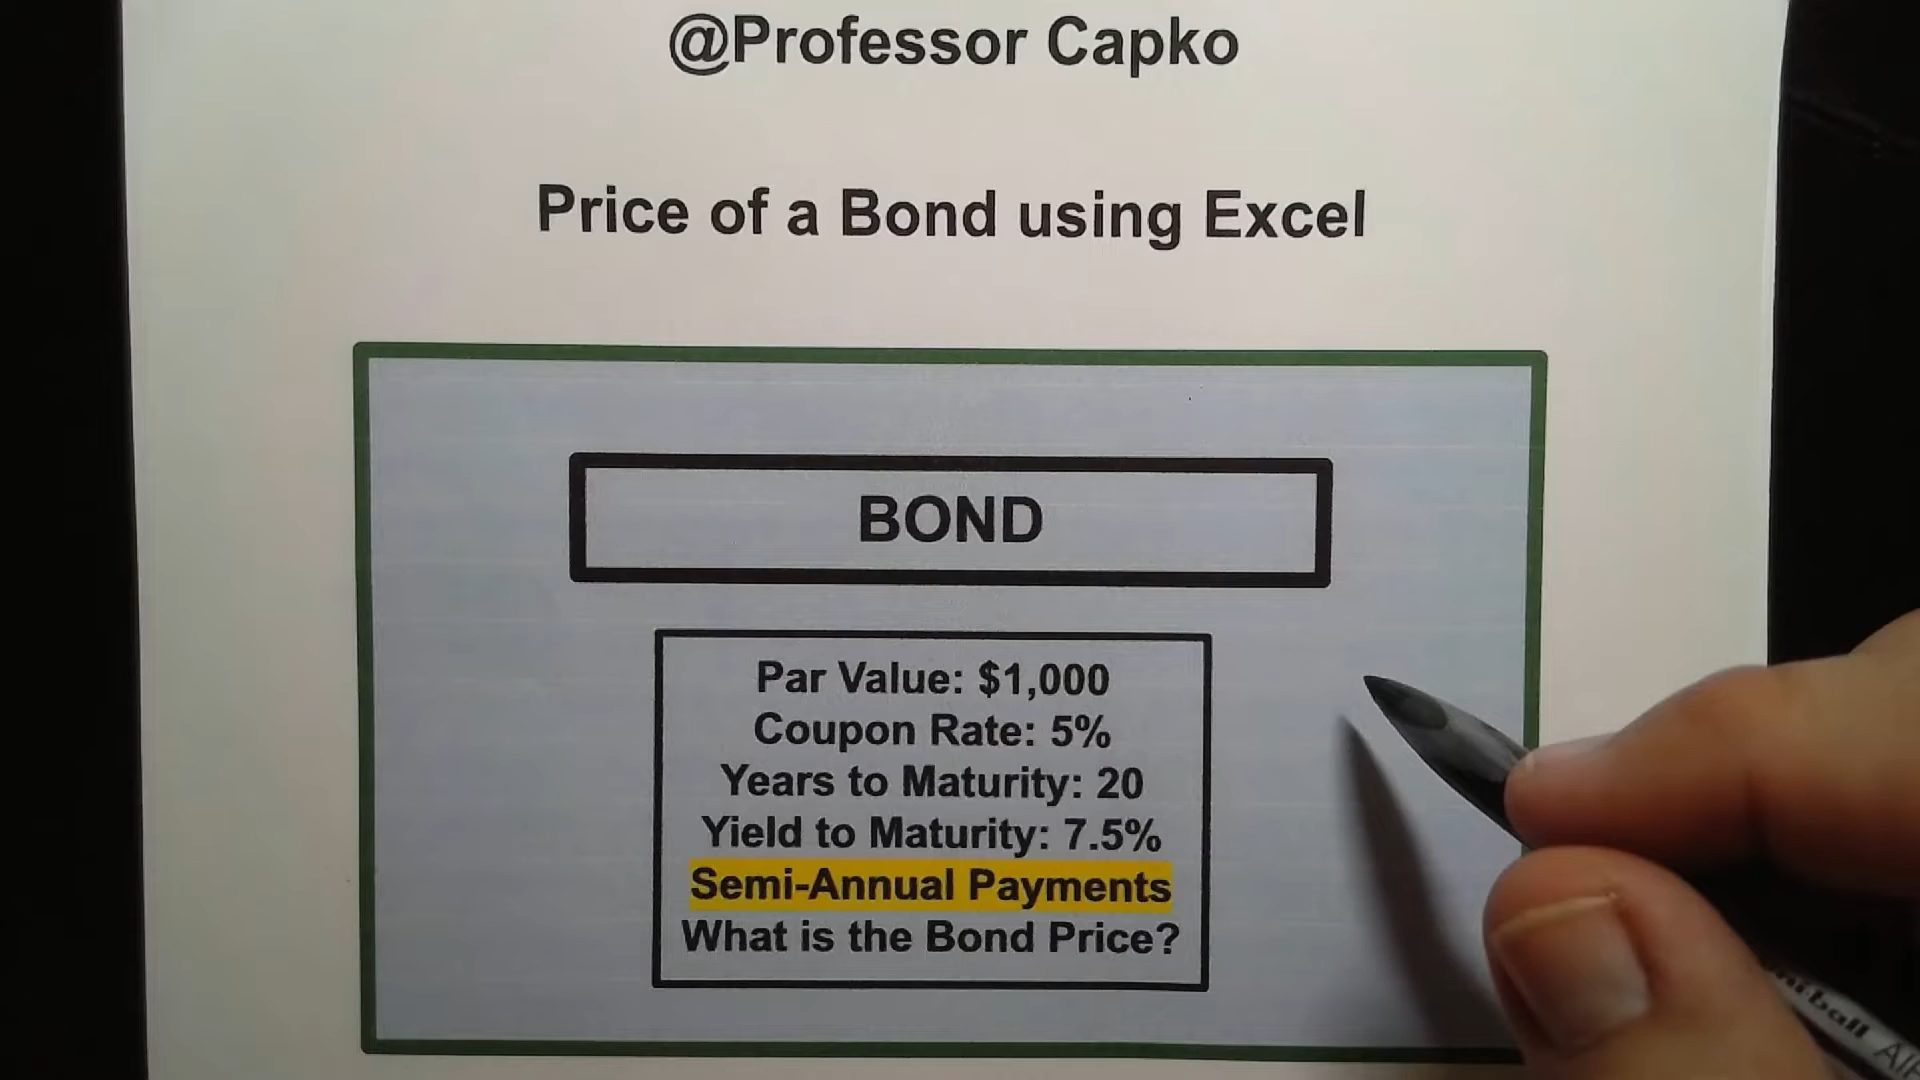 @Professor Capko
Price of a Bond using Excel
BOND
Par Value: $1,000
Coupon Rate: 5%
Years to Maturity: 20
Yield to Maturity: 7.5%
Semi-Annual Payments
What is the Bond Price?